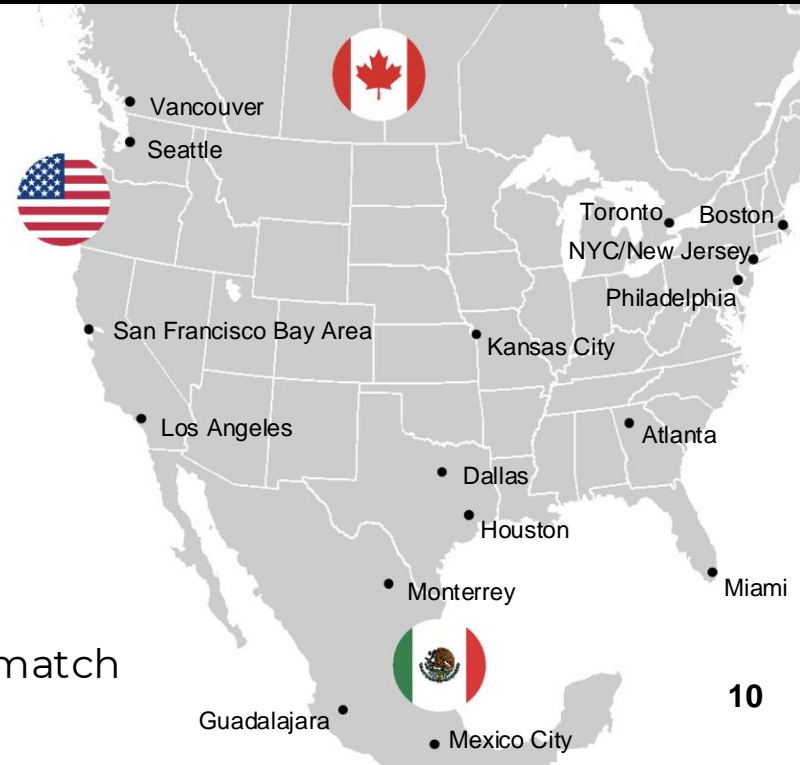 Vancouver
Seattle
Toronto
Boston
NYC/New Jersey
Philadelphia
San Francisco Bay Area
Kansas City
Los Angeles
Atlanta
Dallas
Houston
Miami
Monterrey
match
10
Guadalajara
Mexico City